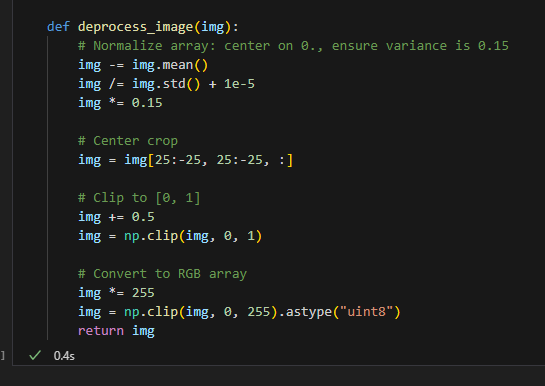 def deprocess_image(img):
    # Normalize array: center on 0., ensure variance is 0.15
    img -= img.mean()
    img /= img.std() + 1e-5
    img *= 0.15

    # Center crop
    img = img[25:-25, 25:-25, :]

    # Clip to [0, 1]
    img += 0.5
    img = np.clip(img, 0, 1)

    # Convert to RGB array
    img *= 255
    img = np.clip(img, 0, 255).astype("uint8")
    return img
] ✓ 0.4s